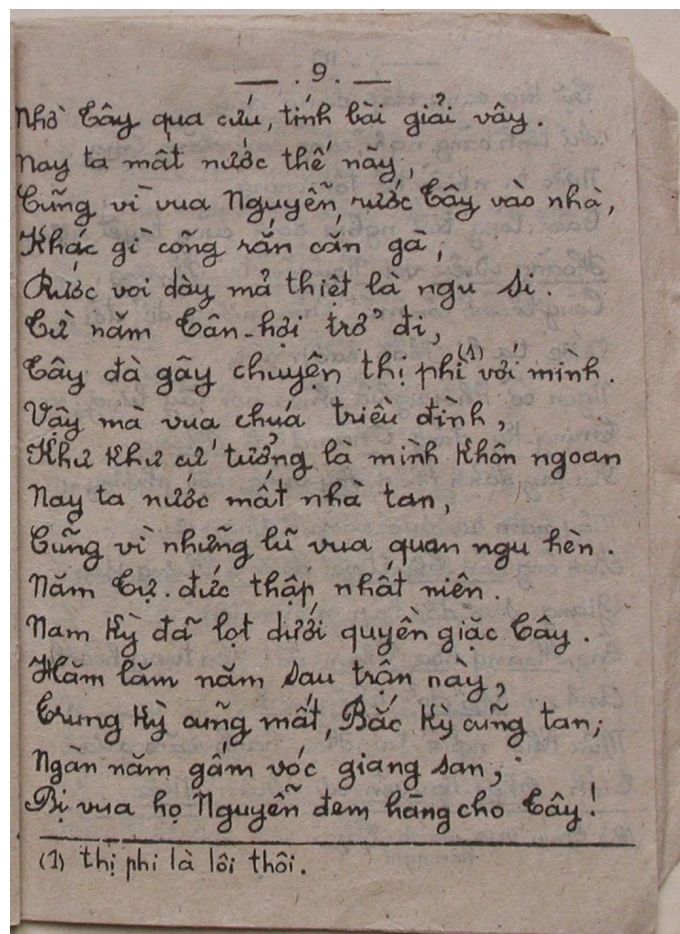 — . 9 . —
Nhờ Tây qua cứu, tính bài giải vây.
Nay ta mất nước thế này,
Cũng vì vua Nguyễn rước Tây vào nhà,
Khác gì cõng rắn cắn gà,
Rước voi dày mả thiệt là ngu si.
Từ năm Tân-hợi trở đi,
Tây đà gây chuyện thị phi (1) với mình.
Vậy mà vua chúa triều đình,
Khư khư cứ tưởng là mình khôn ngoan
Nay ta nước mất nhà tan,
Cũng vì những lũ vua quan ngu hèn.
Năm Tự-đức thập nhất niên.
Nam Kỳ đã lọt dưới quyền giặc Tây.
Hăm lăm năm sau trận này,
Trung Kỳ cũng mất, Bắc Kỳ cũng tan;
Ngàn năm gấm vóc giang san,
Bị vua họ Nguyễn đem hàng cho Tây!
(1) thị phi là lôi thôi.